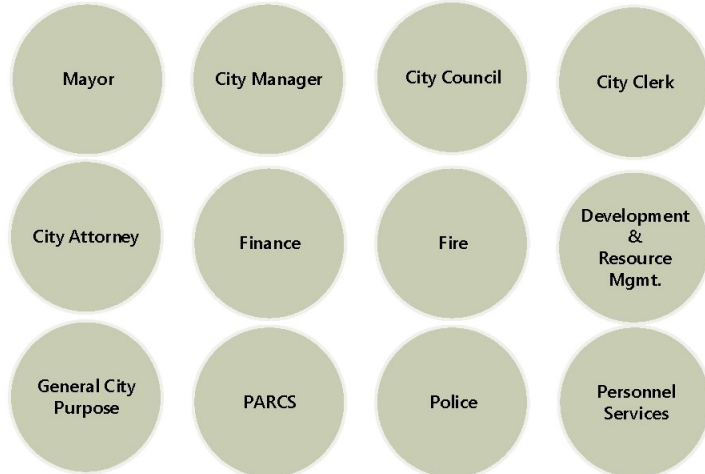 Mayor
City Manager
City Council
City Clerk
City Attorney
Finance
Fire
Development
&
Resource
Mgmt.
General City
Purpose
PARCS
Police
Personnel
Services